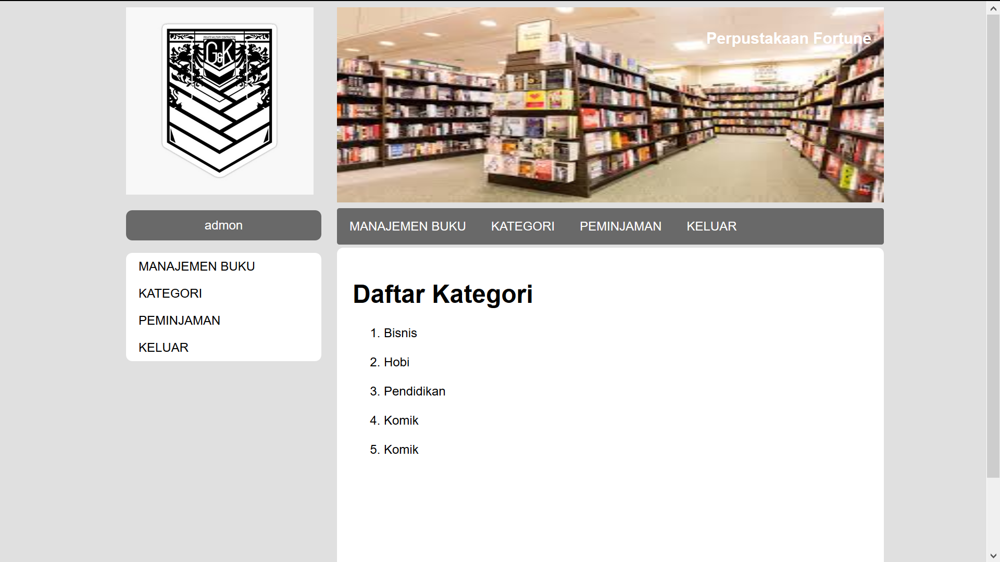 PRIVATE MILITARY CONTRACTOR
G&K
Perpustakaan Fortune
admon
MANAJEMEN BUKU
KATEGORI
PEMINJAMAN
KELUAR
MANAJEMEN BUKU KATEGORI PEMINJAMAN KELUAR
Daftar Kategori
1. Bisnis
2. Hobi
3. Pendidikan
4. Komik
5. Komik